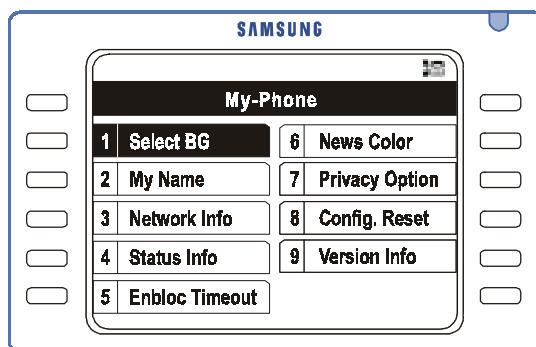 SAMSUNG
My-Phone
1 Select BG
2 My Name
3 Network Info
4 Status Info
5 Enbloc Timeout
6 News Color
7 Privacy Option
8 Config. Reset
9 Version Info